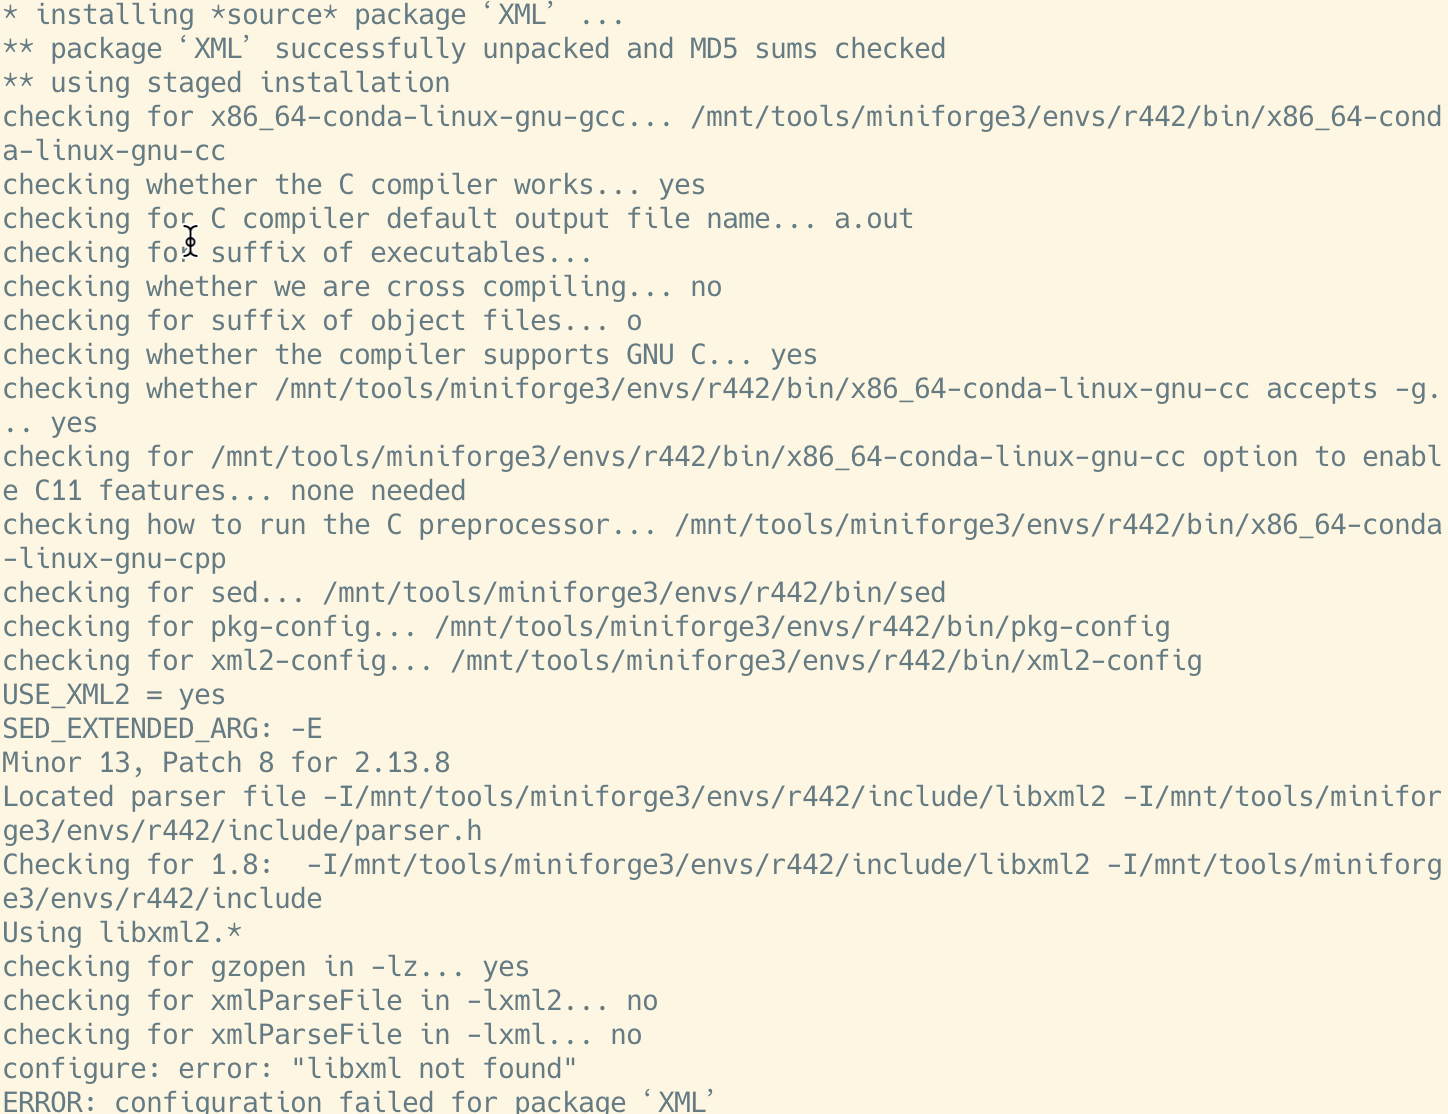 * installing *source* package ‘XML’ ...
** package ‘XML’ successfully unpacked and MD5 sums checked
** using staged installation
checking for x86_64-conda-linux-gnu-gcc... /mnt/tools/miniforge3/envs/r442/bin/x86_64-cond
a-linux-gnu-cc
checking whether the C compiler works... yes
checking for C compiler default output file name... a.out
checking for suffix of executables...
checking whether we are cross compiling... no
checking for suffix of object files... o
checking whether the compiler supports GNU C... yes
checking whether /mnt/tools/miniforge3/envs/r442/bin/x86_64-conda-linux-gnu-cc accepts -g.
.. yes
checking for /mnt/tools/miniforge3/envs/r442/bin/x86_64-conda-linux-gnu-cc option to enabl
e C11 features... none needed
checking how to run the C preprocessor... /mnt/tools/miniforge3/envs/r442/bin/x86_64-conda
-linux-gnu-cpp
checking for sed... /mnt/tools/miniforge3/envs/r442/bin/sed
checking for pkg-config... /mnt/tools/miniforge3/envs/r442/bin/pkg-config
checking for xml2-config... /mnt/tools/miniforge3/envs/r442/bin/xml2-config
USE_XML2 = yes
SED_EXTENDED_ARG: -E
Minor 13, Patch 8 for 2.13.8
Located parser file -I/mnt/tools/miniforge3/envs/r442/include/libxml2 -I/mnt/tools/minifor
ge3/envs/r442/include/parser.h
Checking for 1.8:  -I/mnt/tools/miniforge3/envs/r442/include/libxml2 -I/mnt/tools/miniforg
e3/envs/r442/include
Using libxml2.*
checking for gzopen in -lz... yes
checking for xmlParseFile in -lxml2... no
checking for xmlParseFile in -lxml... no
configure: error: "libxml not found"
ERROR: configuration failed for package ‘XML’